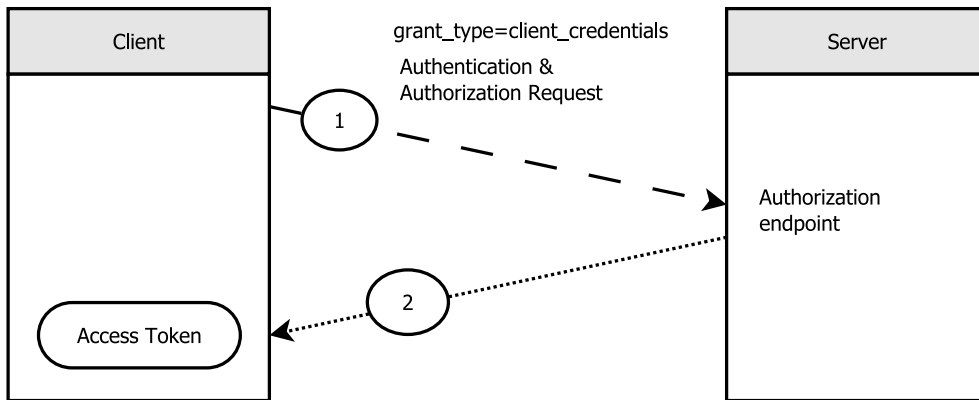 Client
grant_type=client_credentials
Server
Authentication &
Authorization Request
1
Authorization
endpoint
2
Access Token